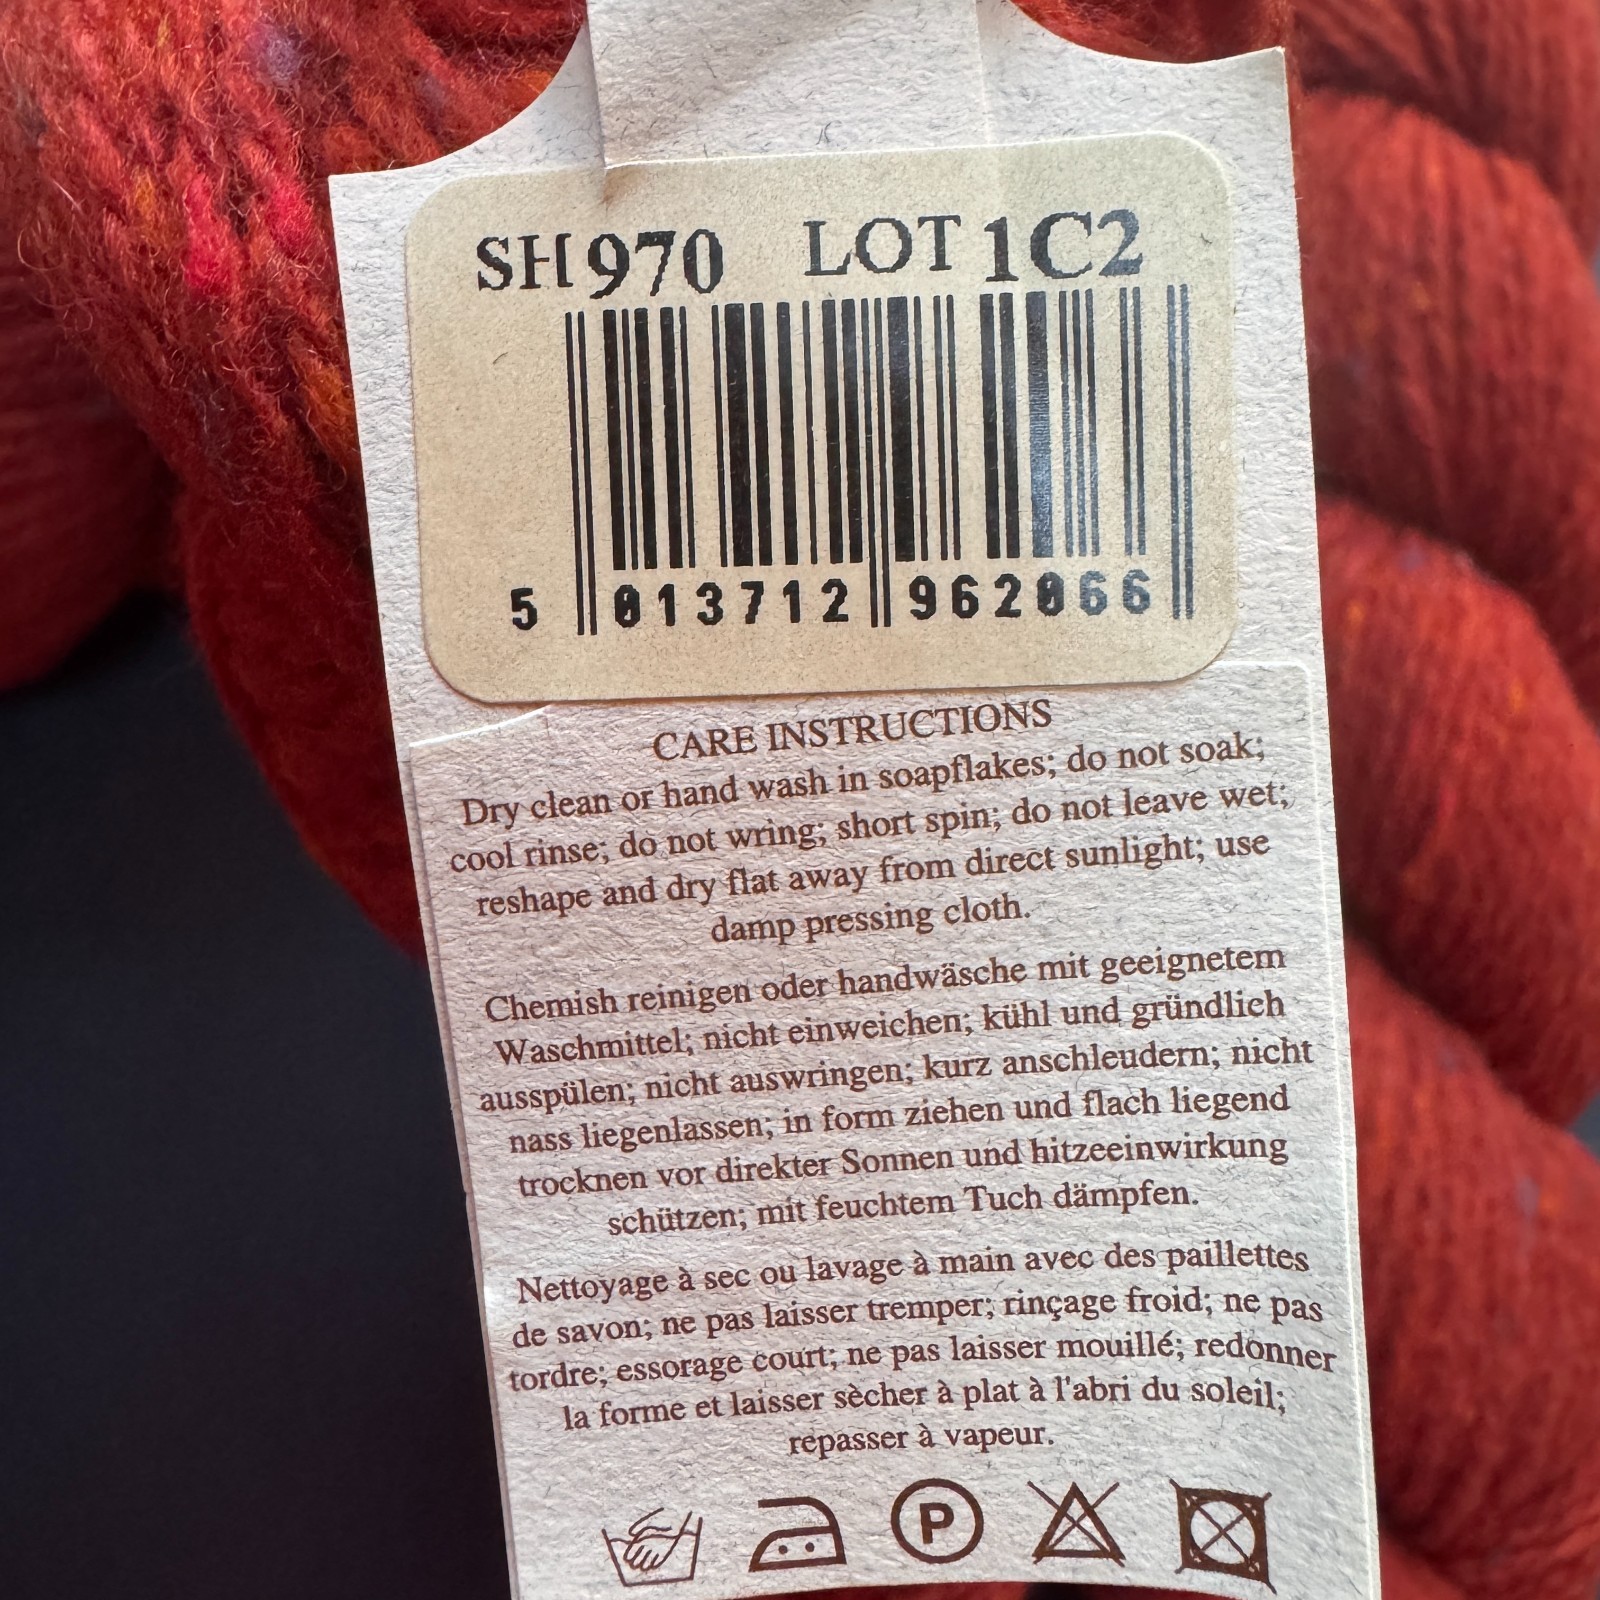 SH970 LOT 1C2
5 013712 962066
CARE INSTRUCTIONS
Dry clean or hand wash in soapflakes; do not soak;
cool rinse; do not wring; short spin; do not leave wet;
reshape and dry flat away from direct sunlight; use
damp pressing cloth.
Chemish reinigen oder handwäsche mit geeignetem
Waschmittel; nicht einweichen; kühl und gründlich
ausspülen; nicht auswringen; kurz anschleudern; nicht
nass liegenlassen; in form ziehen und flach liegend
trocknen vor direkter Sonnen und hitzeeinwirkung
schützen; mit feuchtem Tuch dämpfen.
Nettoyage à sec ou lavage à main avec des paillettes
de savon; ne pas laisser tremper; rinçage froid; ne pas
tordre; essorage court; ne pas laisser mouillé; redonner
la forme et laisser sècher à plat à l'abri du soleil;
repasser à vapeur.
P